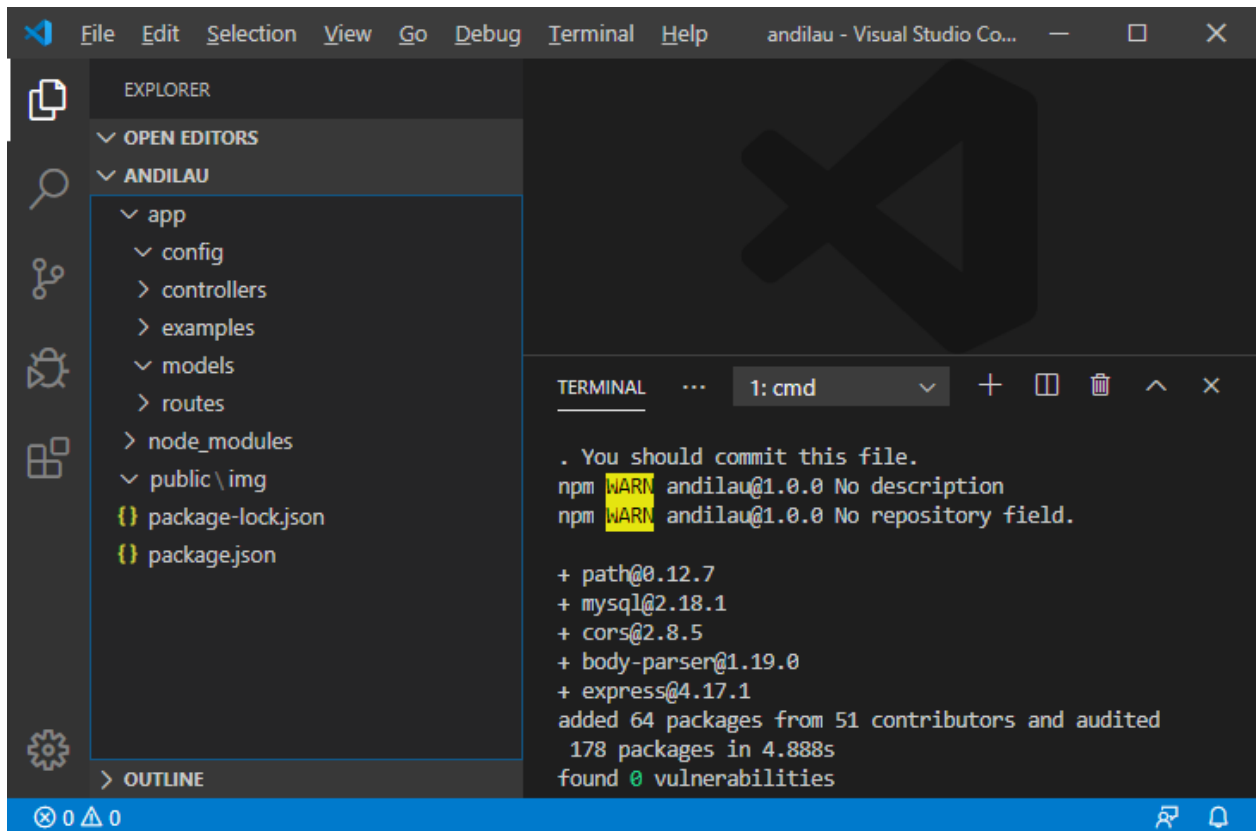 File Edit Selection View Go Debug Terminal Help andilau - Visual Studio Co...
EXPLORER
OPEN EDITORS
ANDILAU
app
config
controllers
examples
models
routes
node_modules
public \ img
{} package-lock.json
{} package.json
OUTLINE
TERMINAL ... 1: cmd
. You should commit this file.
npm WARN andilau@1.0.0 No description
npm WARN andilau@1.0.0 No repository field.
+ path@0.12.7
+ mysql@2.18.1
+ cors@2.8.5
+ body-parser@1.19.0
+ express@4.17.1
added 64 packages from 51 contributors and audited
178 packages in 4.888s
found 0 vulnerabilities
0 0